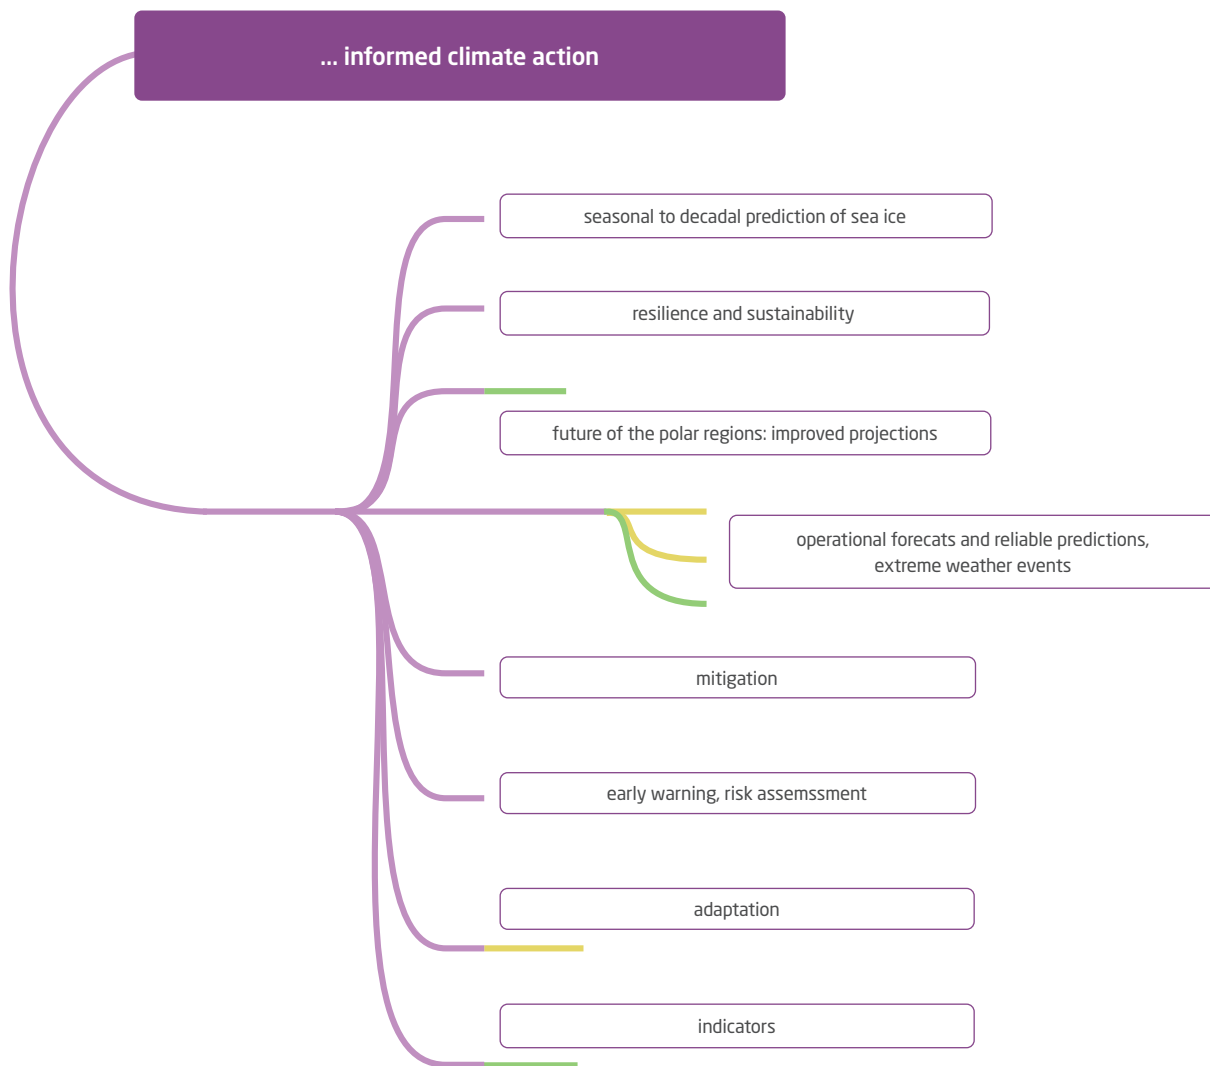 ... informed climate action
seasonal to decadal prediction of sea ice
resilience and sustainability
future of the polar regions: improved projections
operational forecats and reliable predictions,
extreme weather events
mitigation
early warning, risk assemssment
adaptation
indicators